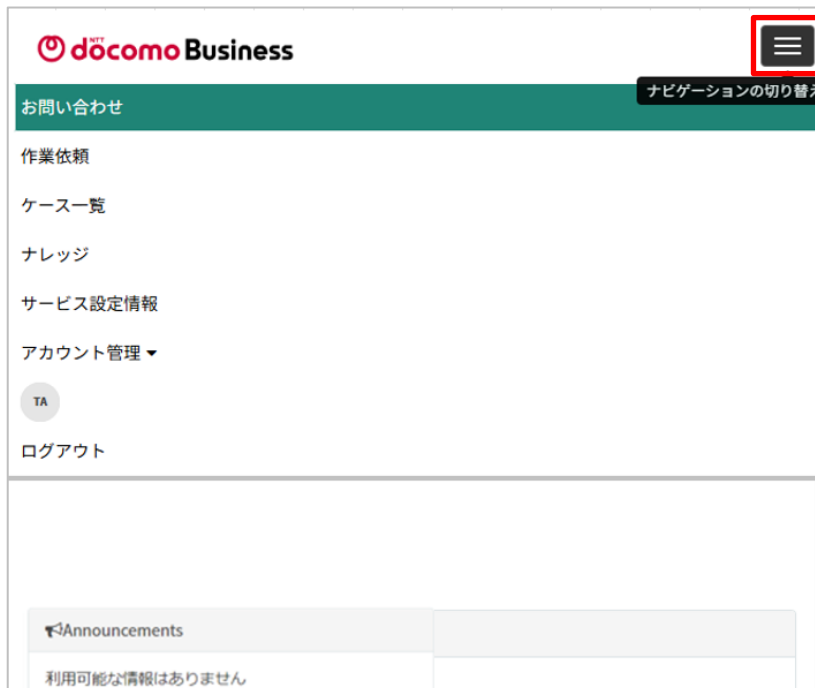 NTT
döcomo Business
ナビゲーションの切り替え
お問い合わせ
作業依頼
ケース一覧
ナレッジ
サービス設定情報
アカウント管理
TA
ログアウト
Announcements
利用可能な情報はありません